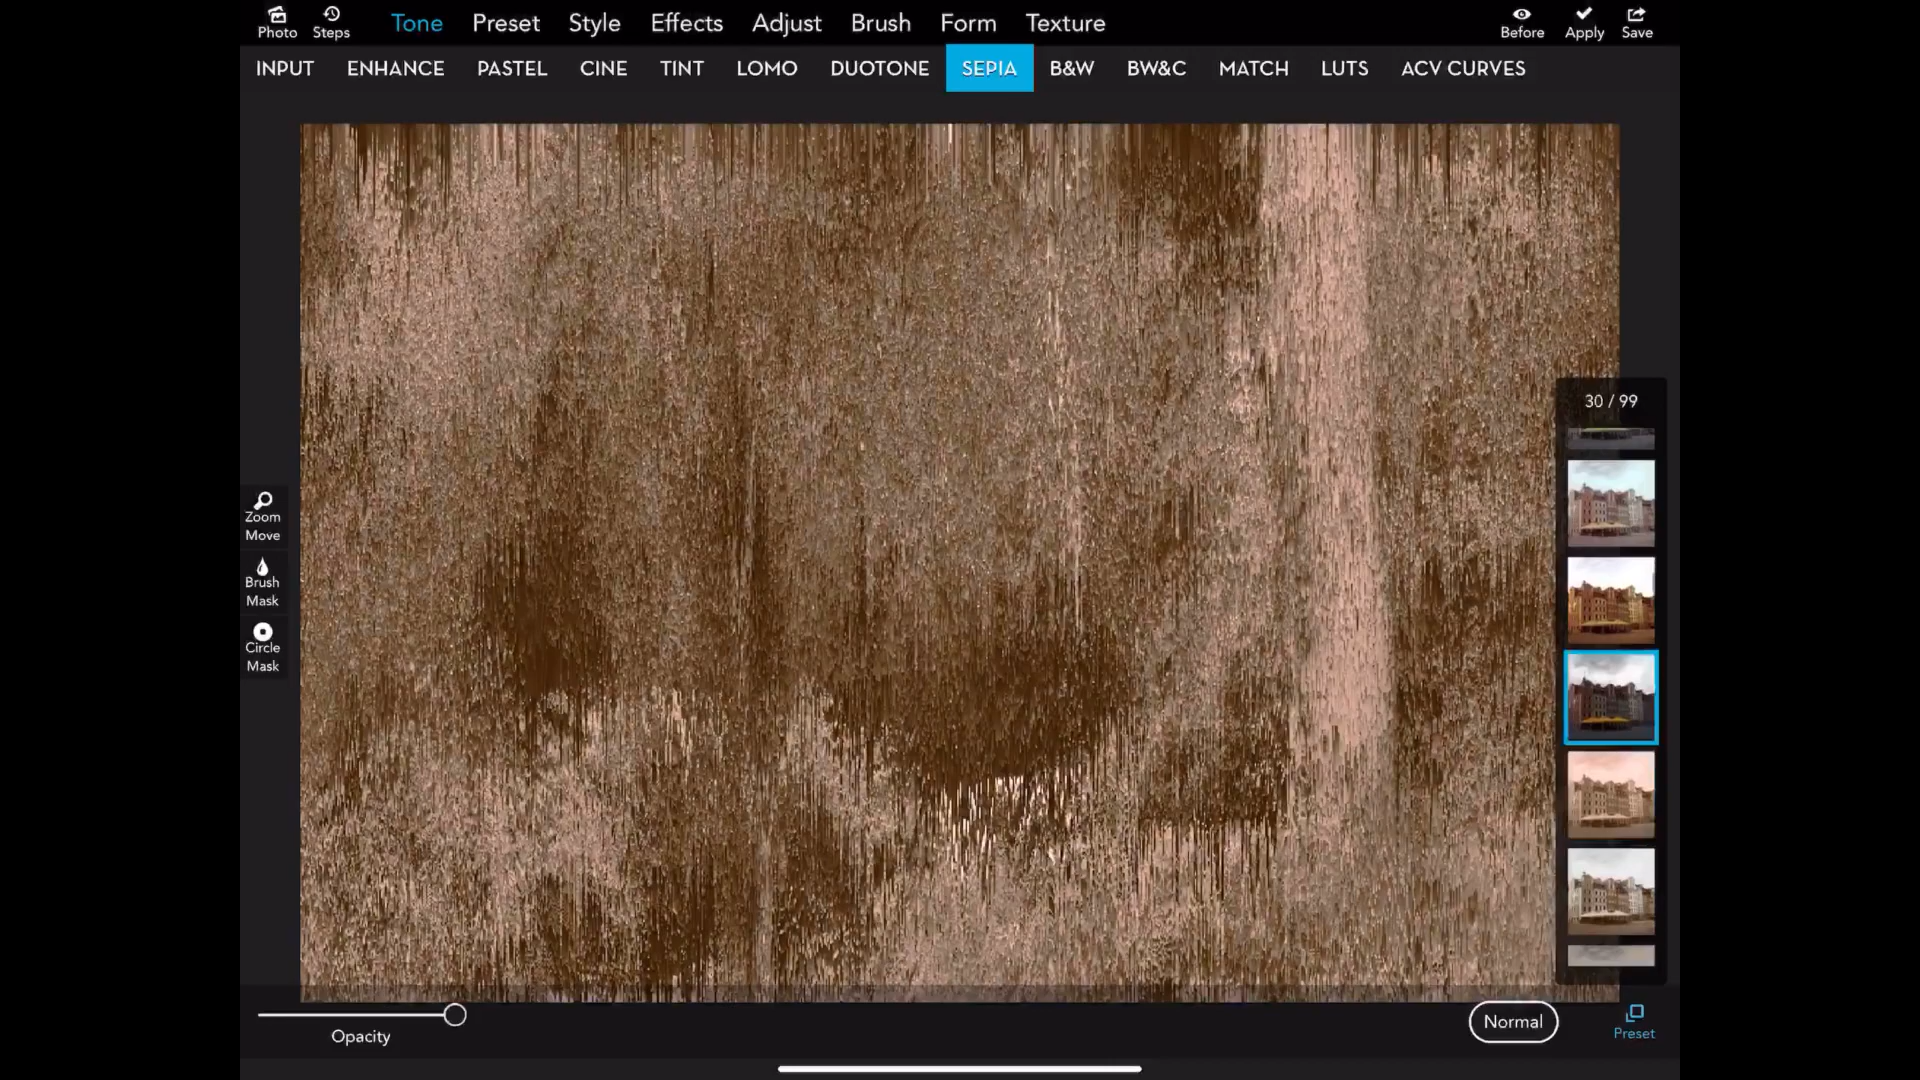 Photo Steps Tone Preset Style Effects Adjust Brush Form Texture Before Apply Save
INPUT ENHANCE PASTEL CINE TINT LOMO DUOTONE SEPIA B&W BW&C MATCH LUTS ACV CURVES
30 / 99
Zoom
Move
Brush
Mask
Circle
Mask
Opacity
Normal
Preset